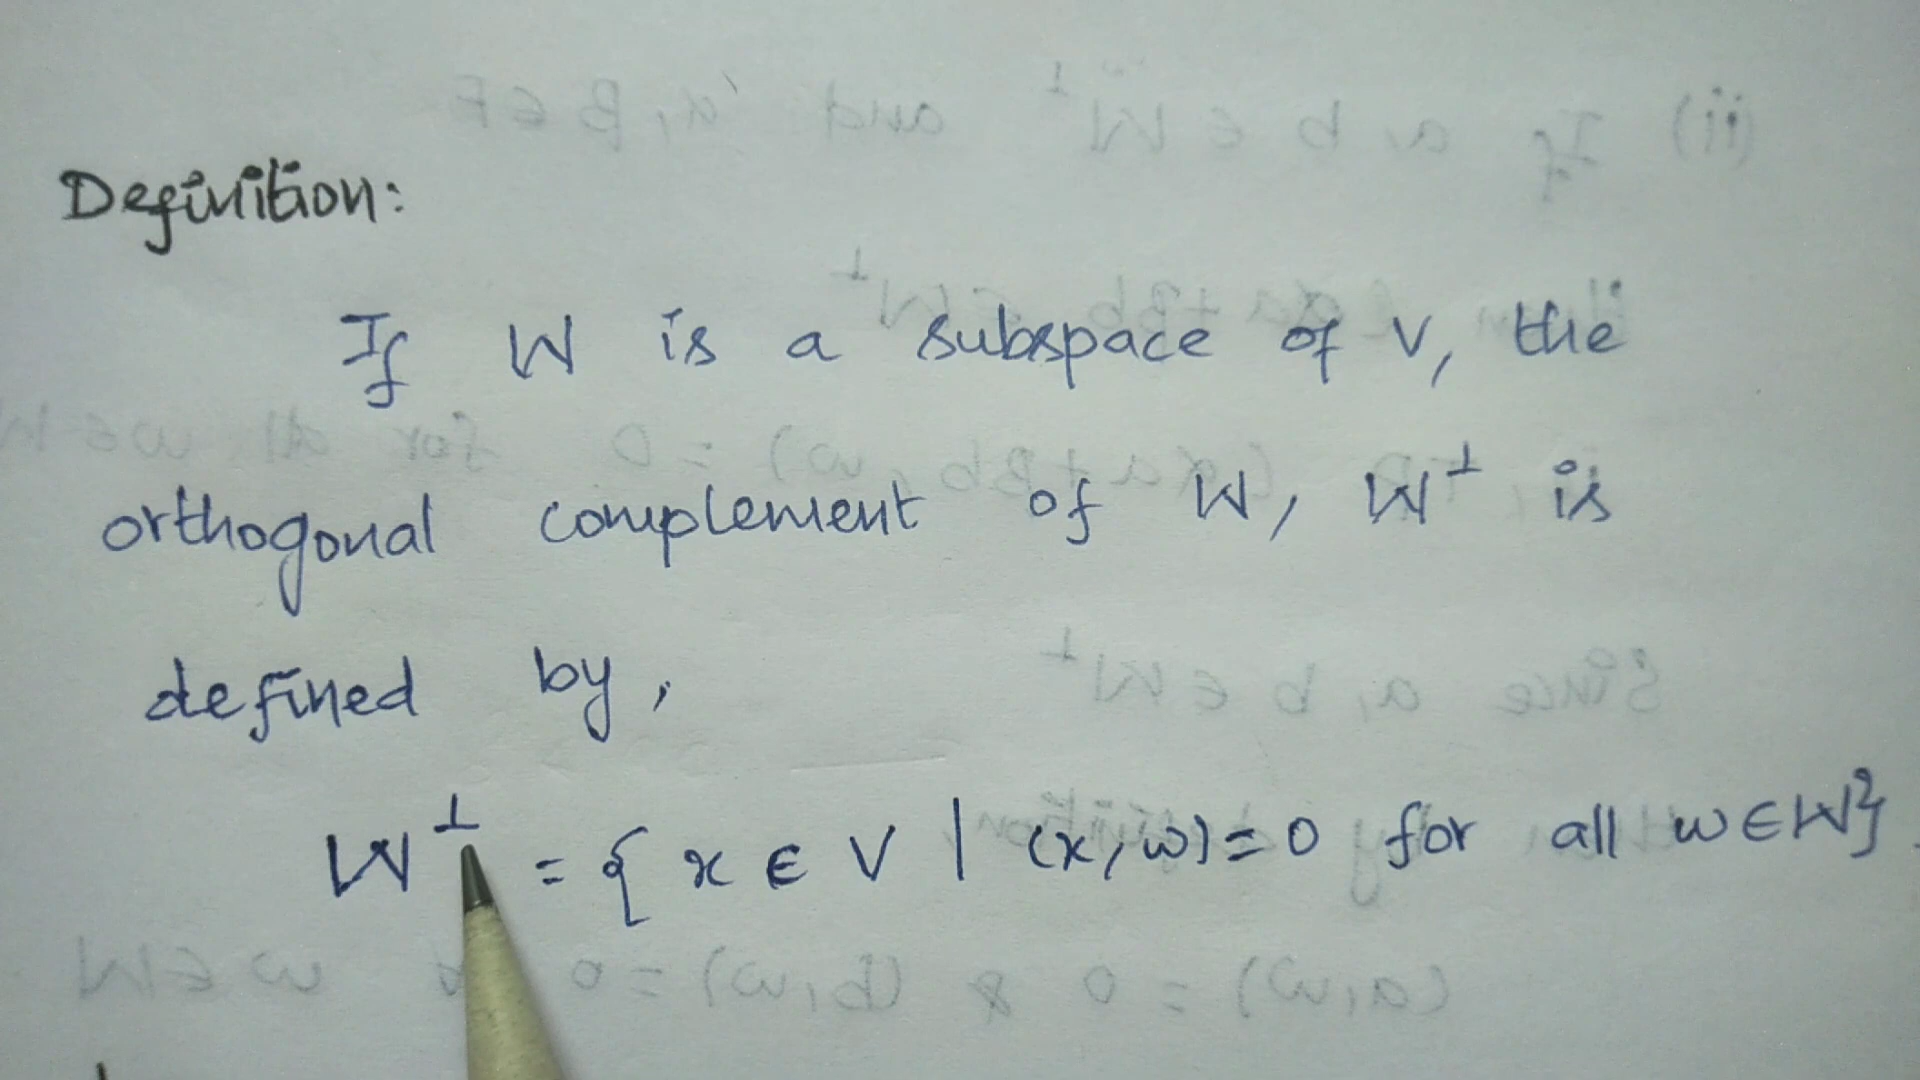 Definition:
If W is a subspace of V, the
orthogonal complement of W, W⊥ is
defined by,
W⊥ = { x ∈ V | (x, w) = 0 for all w ∈ W}.